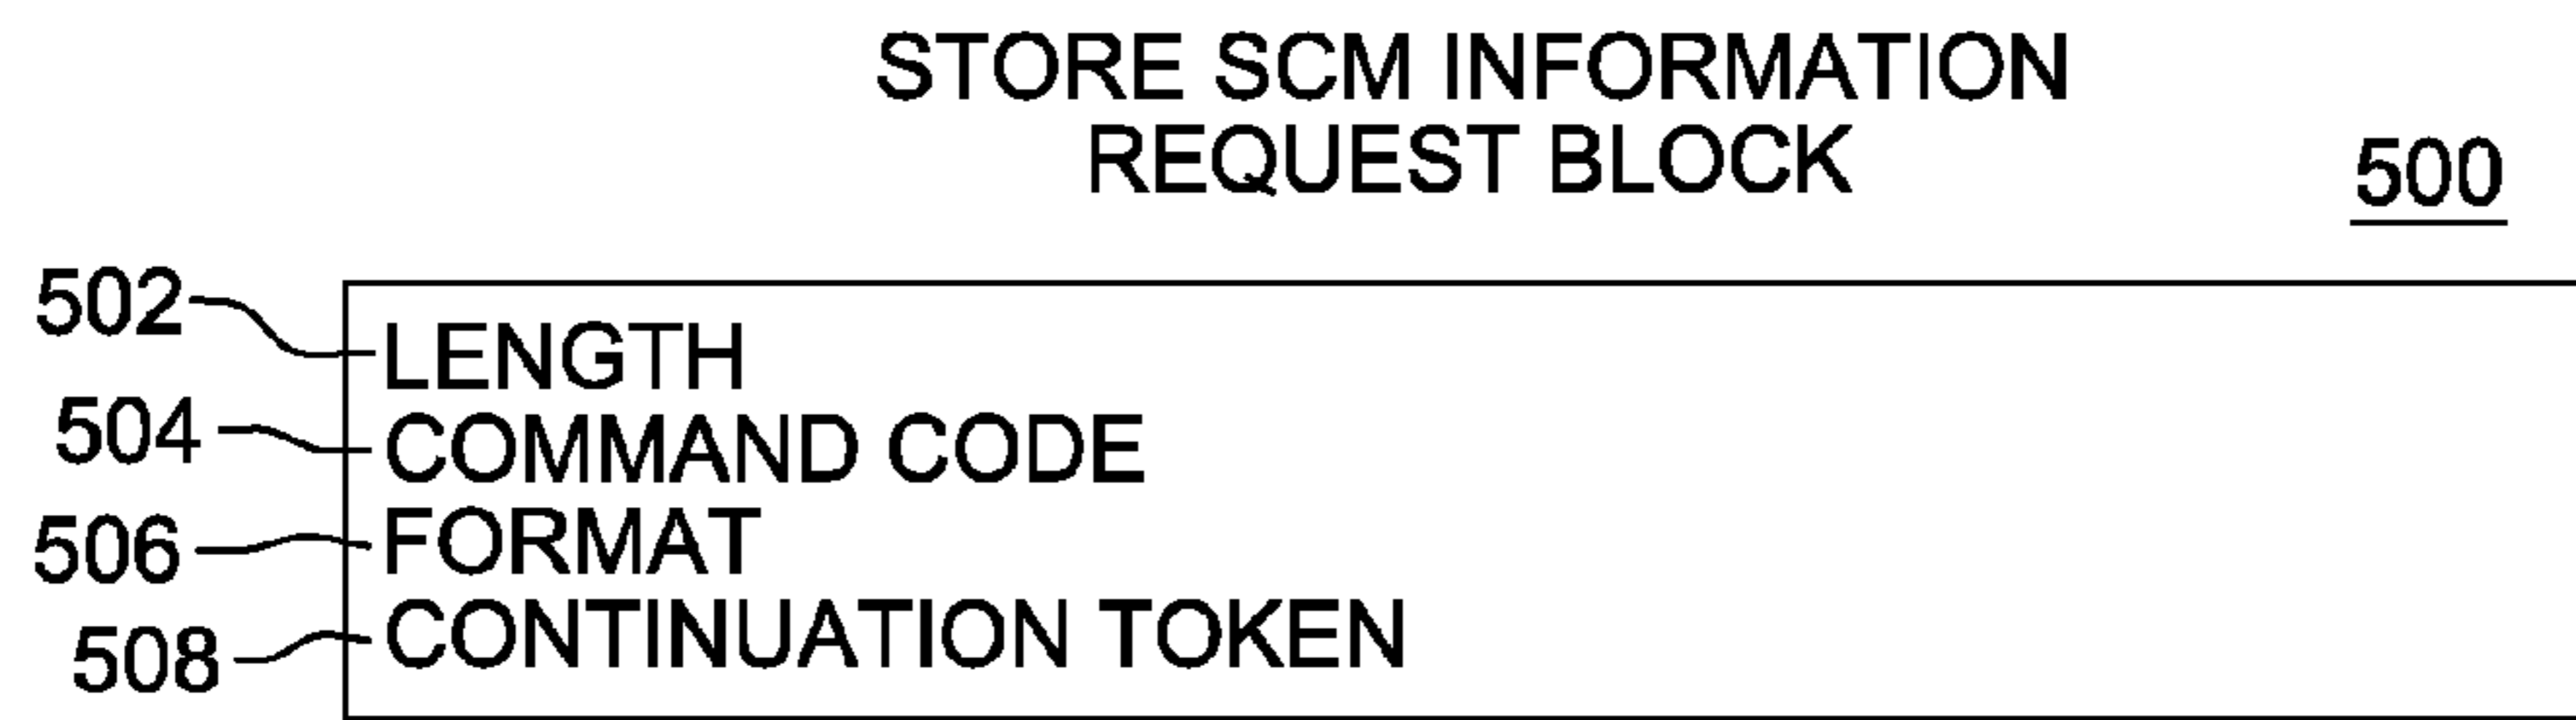 STORE SCM INFORMATION
REQUEST BLOCK
500
502 LENGTH
504 COMMAND CODE
506 FORMAT
508 CONTINUATION TOKEN